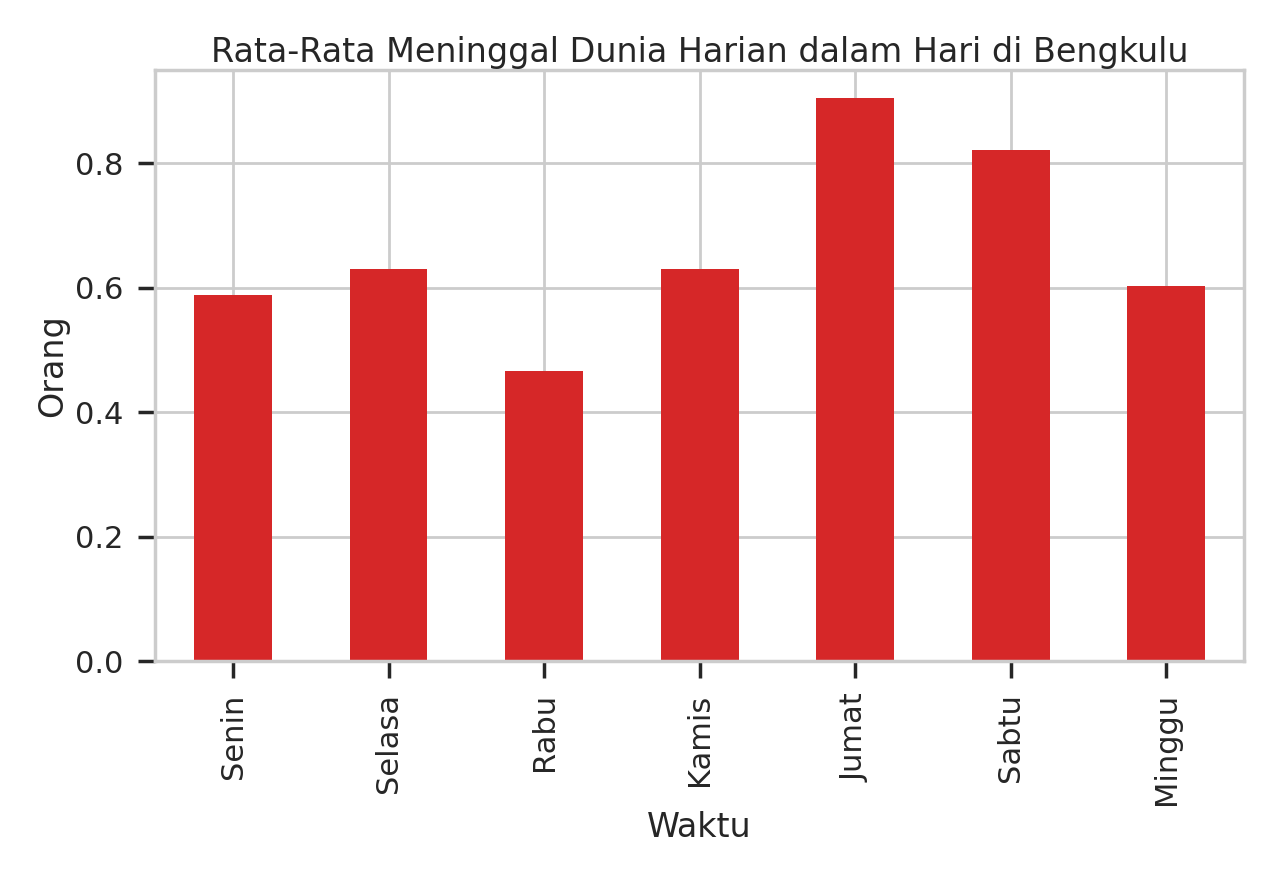 Rata-Rata Meninggal Dunia Harian dalam Hari di Bengkulu
Orang
0.8
0.6
0.4
0.2
0.0
Senin
Selasa
Rabu
Kamis
Jumat
Sabtu
Minggu
Waktu